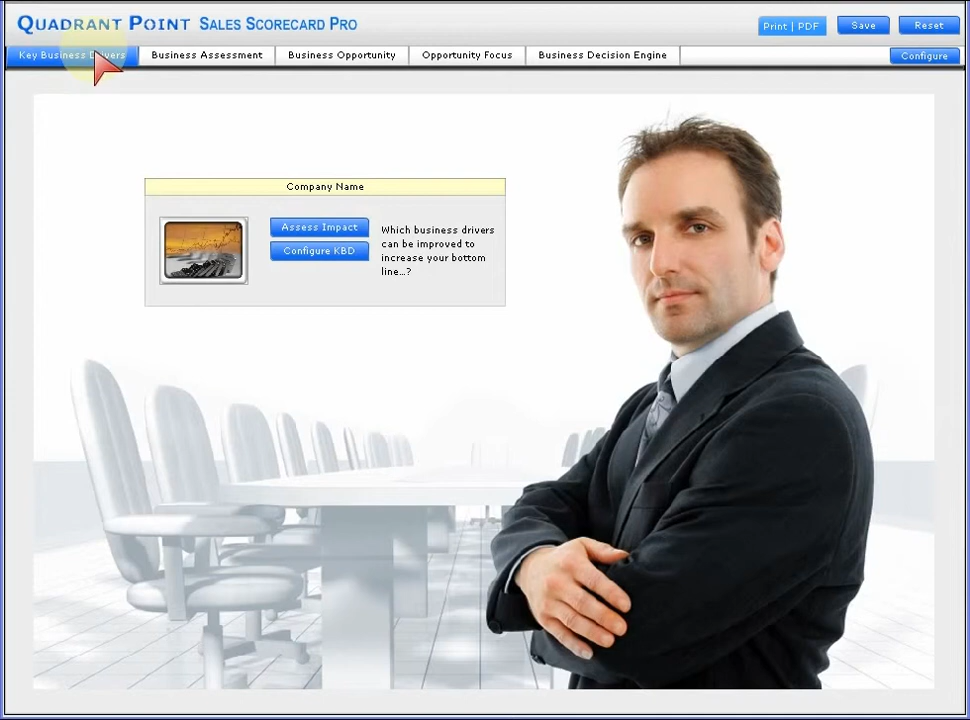 QUADRANT POINT SALES SCORECARD PRO
Print | PDF
Save
Reset
Key Business Drivers
Business Assessment
Business Opportunity
Opportunity Focus
Business Decision Engine
Configure
Company Name
Assess Impact
Configure KBD
Which business drivers
can be improved to
increase your bottom
line...?